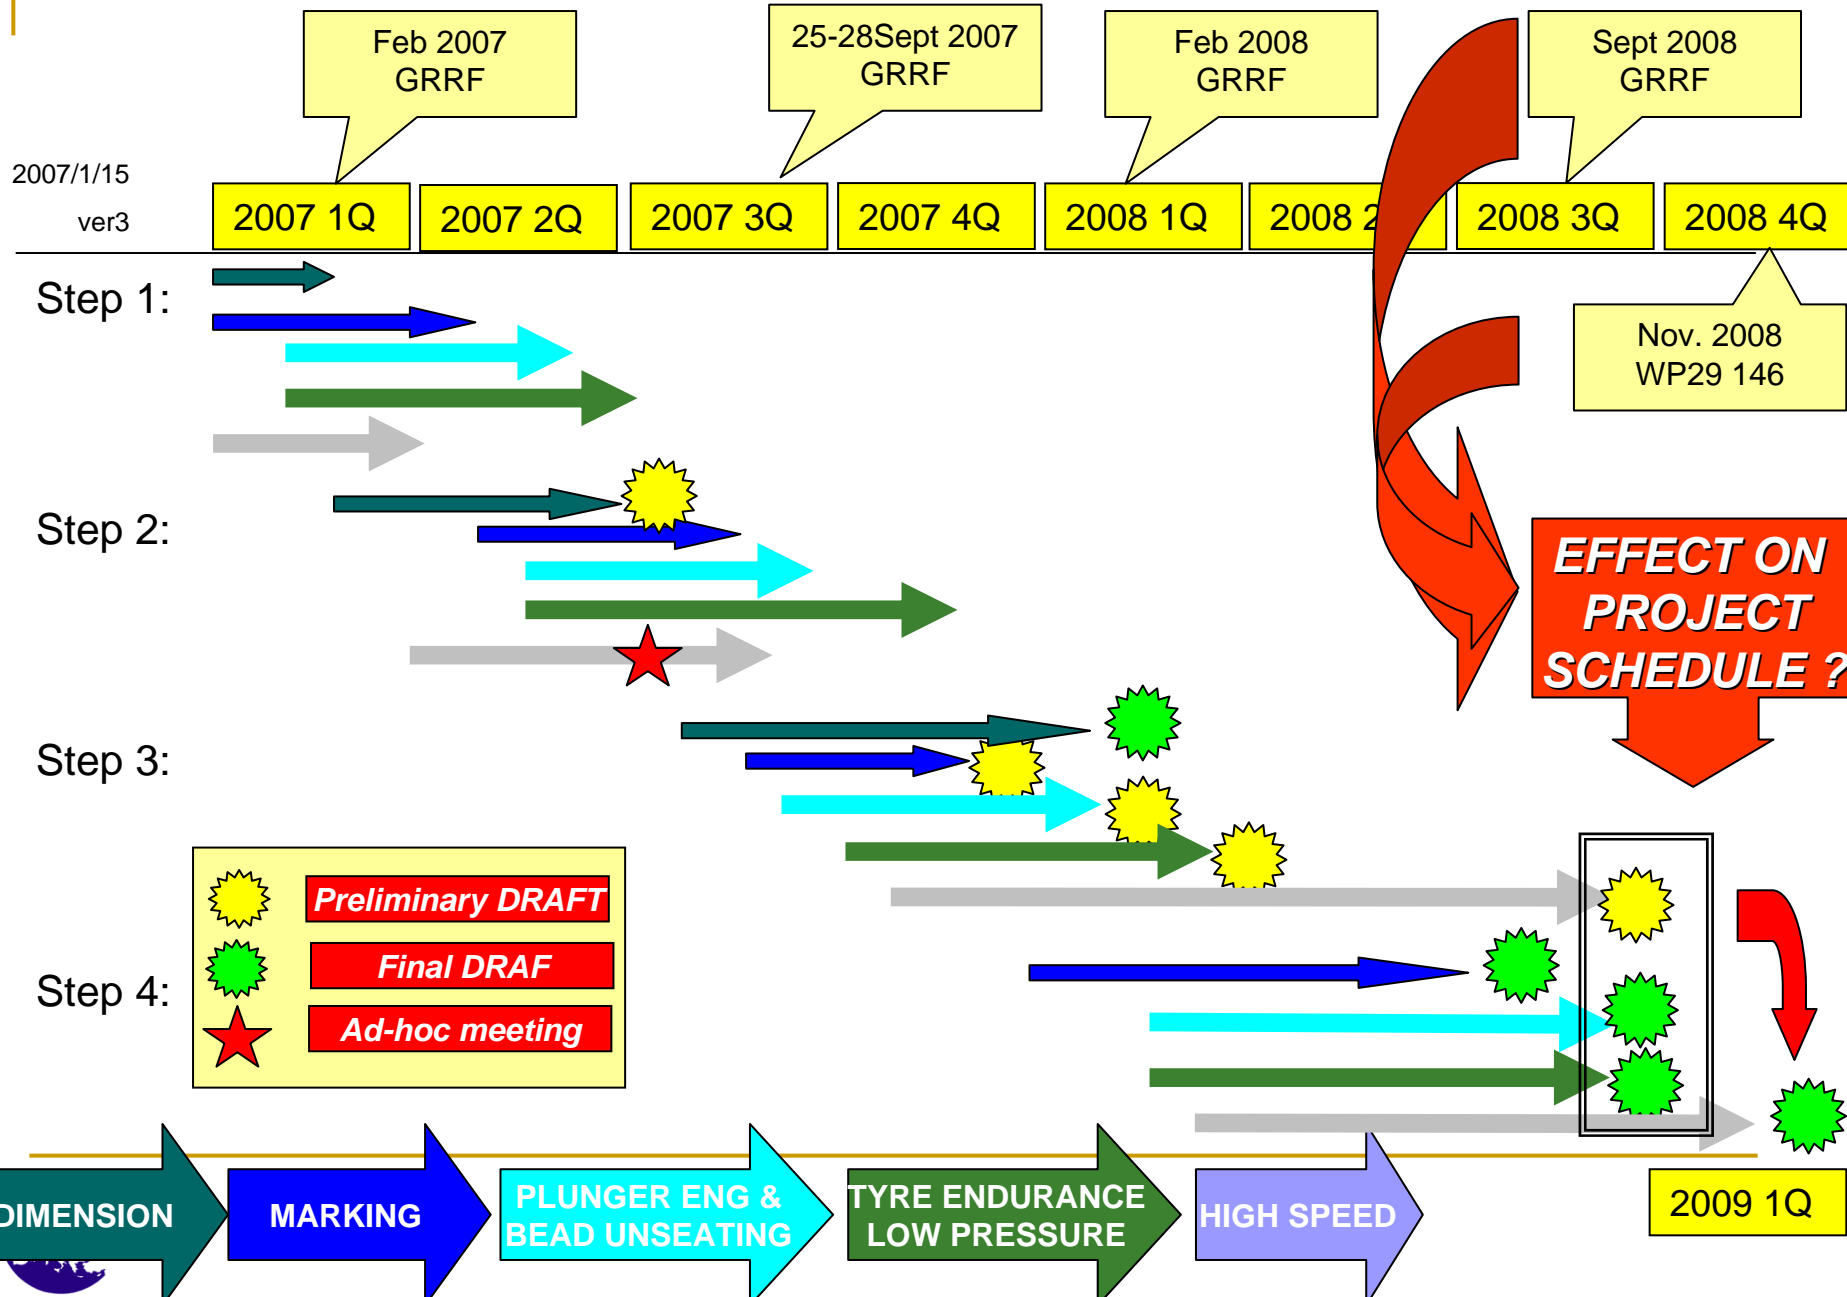 Feb 2007
GRRF
25-28Sept 2007
GRRF
Feb 2008
GRRF
Sept 2008
GRRF
2007/1/15
ver3
2007 1Q
2007 2Q
2007 3Q
2007 4Q
2008 1Q
2008 2
2008 3Q
2008 4Q
Nov. 2008
WP29 146
Step 1:
Step 2:
EFFECT ON
PROJECT
SCHEDULE ?
Step 3:
Preliminary DRAFT
Final DRAF
Ad-hoc meeting
Step 4:
DIMENSION
MARKING
PLUNGER ENG &
BEAD UNSEATING
TYRE ENDURANCE
LOW PRESSURE
HIGH SPEED
2009 1Q